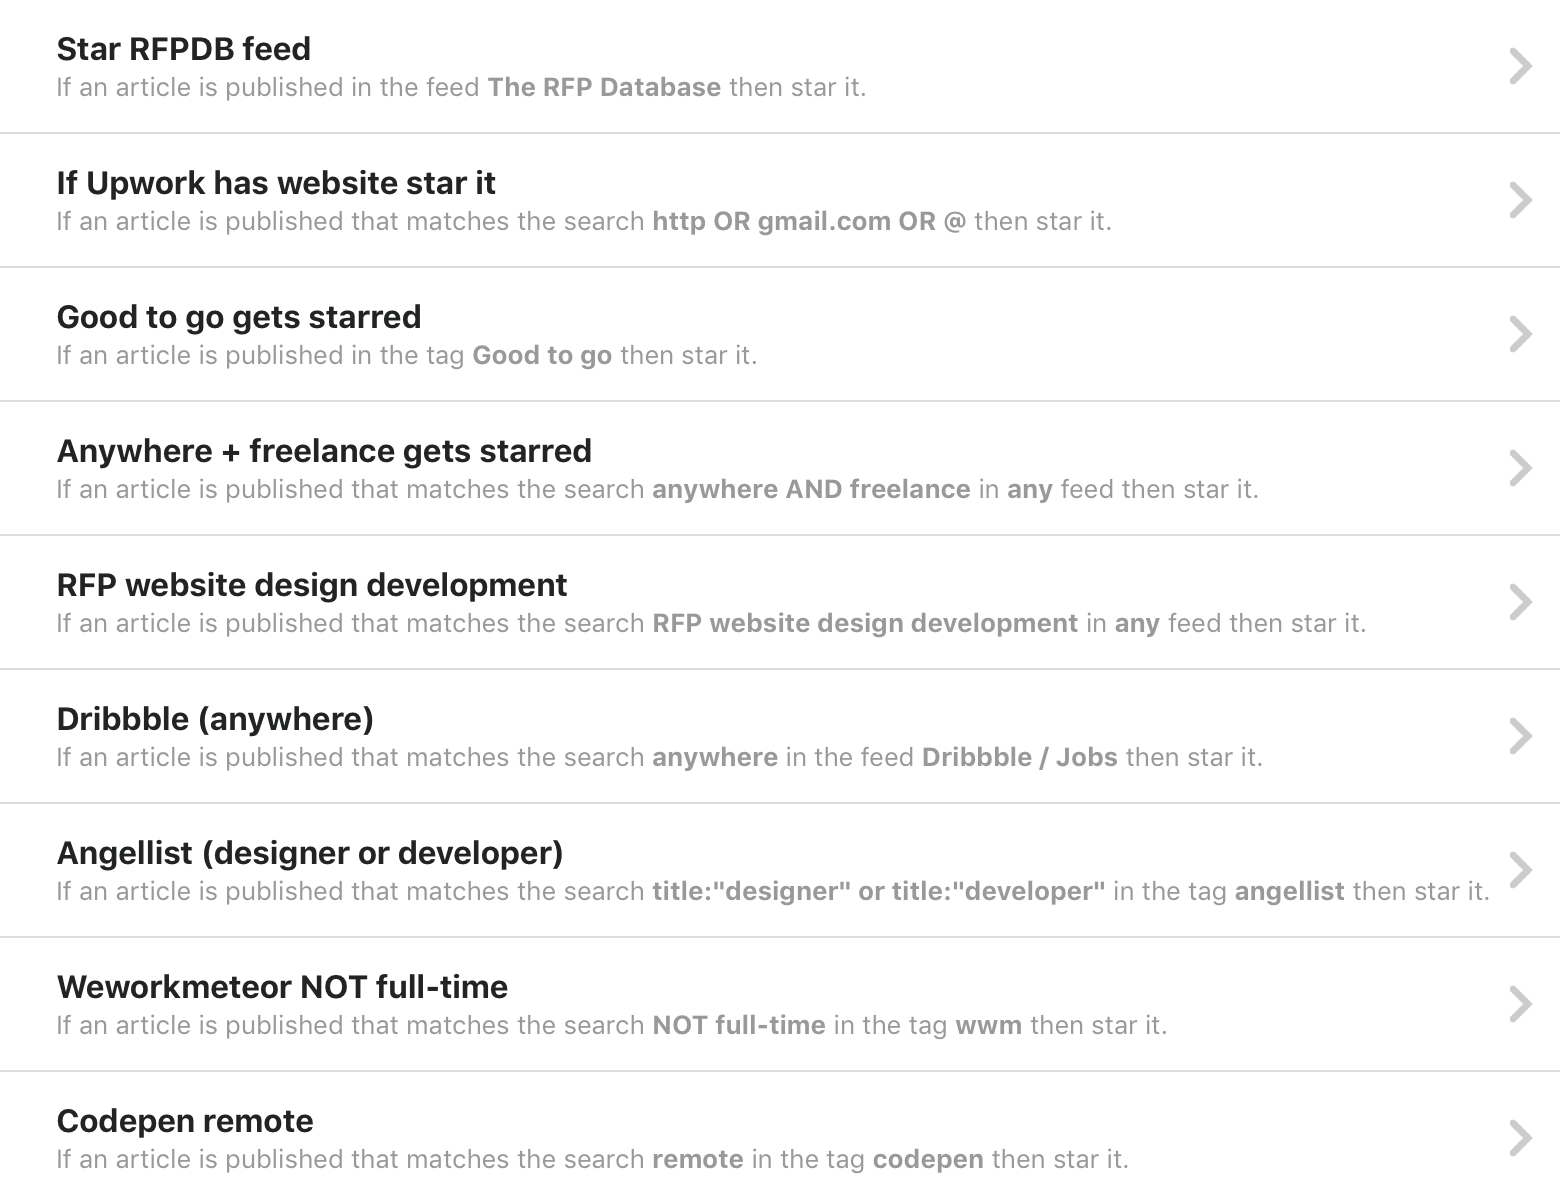 Star RFPDB feed
If an article is published in the feed The RFP Database then star it.
If Upwork has website star it
If an article is published that matches the search http OR gmail.com OR @ then star it.
Good to go gets starred
If an article is published in the tag Good to go then star it.
Anywhere + freelance gets starred
If an article is published that matches the search anywhere AND freelance in any feed then star it.
RFP website design development
If an article is published that matches the search RFP website design development in any feed then star it.
Dribbble (anywhere)
If an article is published that matches the search anywhere in the feed Dribbble / Jobs then star it.
Angellist (designer or developer)
If an article is published that matches the search title:"designer" or title:"developer" in the tag angellist then star it.
Weworkmeteor NOT full-time
If an article is published that matches the search NOT full-time in the tag wwm then star it.
Codepen remote
If an article is published that matches the search remote in the tag codepen then star it.